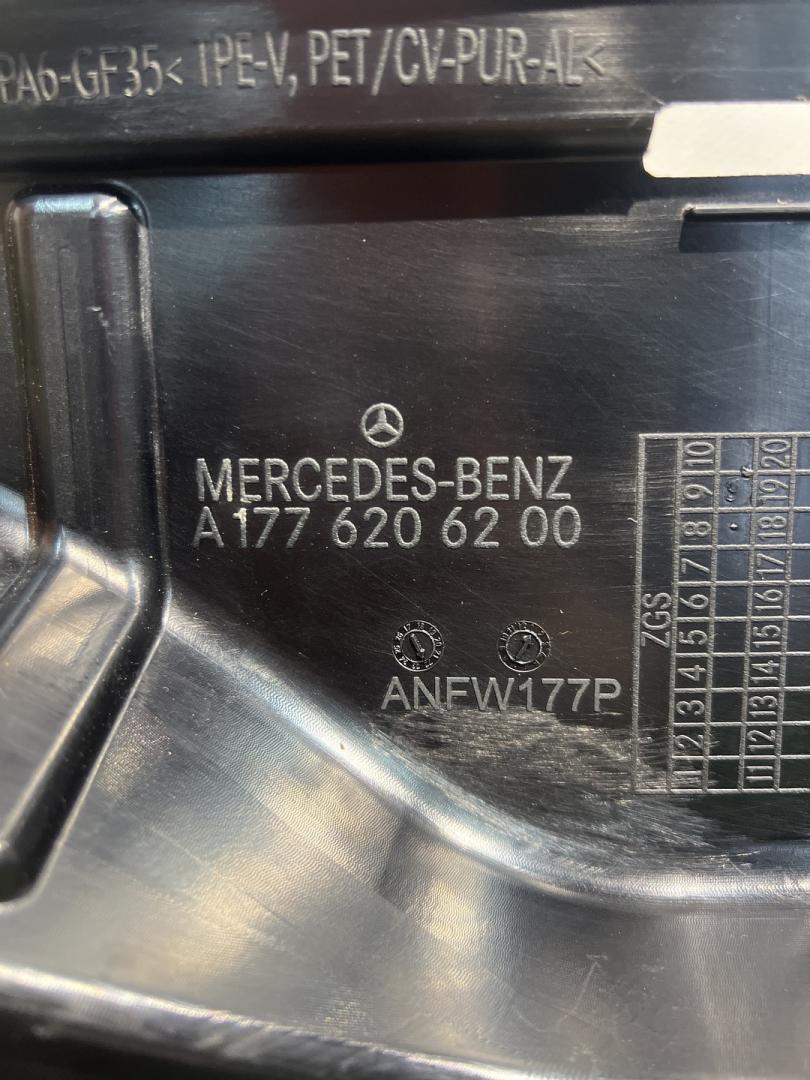 PA6-GF35< TPE-V, PET/CV-PUR-AL<
MERCEDES-BENZ
A 177 620 62 00
ANFW177P
ZGS
1 2 3 4 5 6 7 8 9 10
11 12 13 14 15 16 17 18 19 20